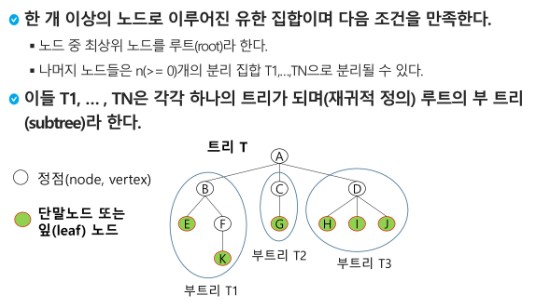 한 개 이상의 노드로 이루어진 유한 집합이며 다음 조건을 만족한다.
노드 중 최상위 노드를 루트(root)라 한다.
나머지 노드들은 n(>= 0)개의 분리 집합 T1,...,TN으로 분리될 수 있다.
이들 T1, ... , TN은 각각 하나의 트리가 되며(재귀적 정의) 루트의 부 트리
(subtree)라 한다.
트리 T
A
정점(node, vertex)
B
C
D
단말노드 또는
잎(leaf) 노드
E
F
G
H
I
J
K
부트리 T2
부트리 T3
부트리 T1